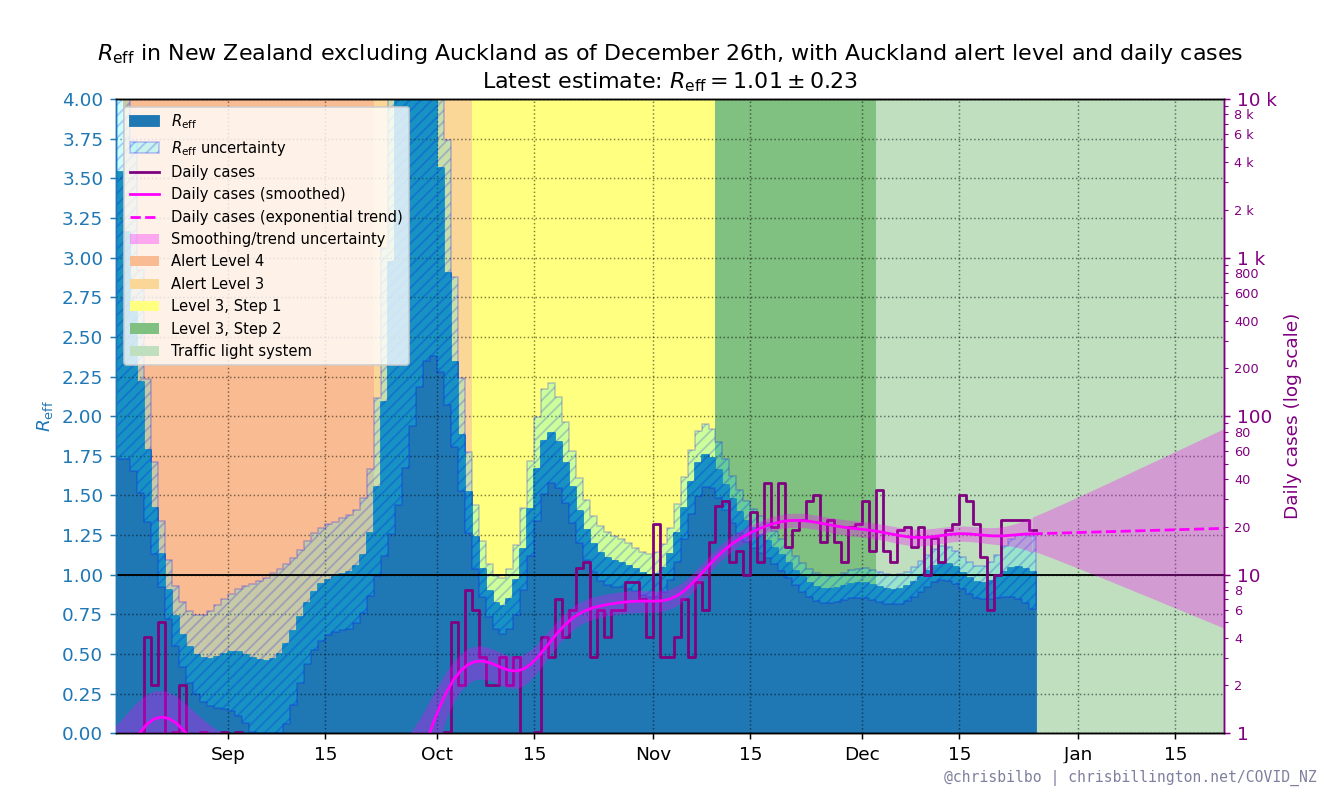 R_eff in New Zealand excluding Auckland as of December 26th, with Auckland alert level and daily cases
Latest estimate: R_eff = 1.01 ± 0.23
4.00
3.75
3.50
3.25
3.00
2.75
2.50
2.25
2.00
1.75
1.50
1.25
1.00
0.75
0.50
0.25
0.00
R_eff
R_eff
R_eff uncertainty
Daily cases
Daily cases (smoothed)
Daily cases (exponential trend)
Smoothing/trend uncertainty
Alert Level 4
Alert Level 3
Level 3, Step 1
Level 3, Step 2
Traffic light system
10 k
8 k
6 k
4 k
2 k
1 k
800
600
400
200
100
80
60
40
20
10
8
6
4
2
1
Daily cases (log scale)
Sep 15 Oct 15 Nov 15 Dec 15 Jan 15
@chrisbilbo | chrisbillington.net/COVID_NZ